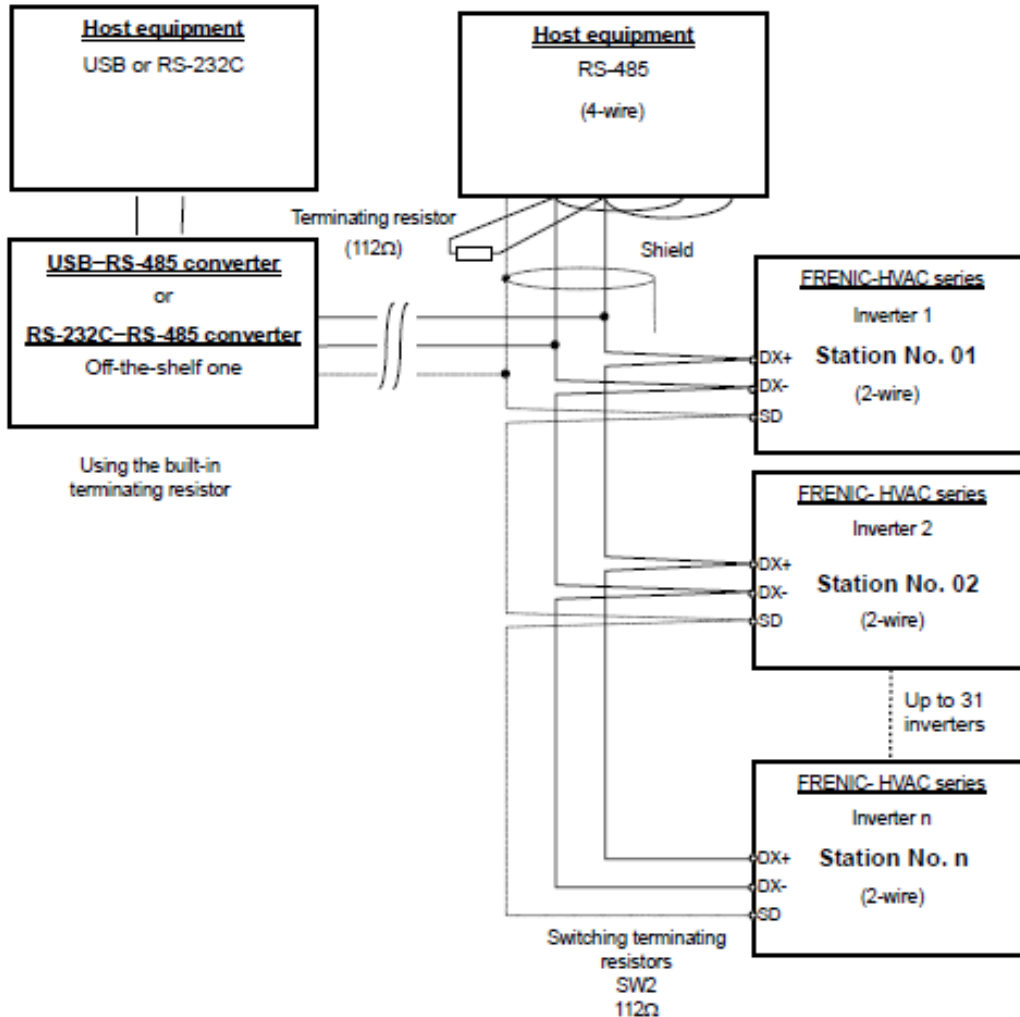 Host equipment
USB or RS-232C
Host equipment
RS-485
(4-wire)
Terminating resistor
(112Ω)
Shield
USB−RS-485 converter
or
RS-232C−RS-485 converter
Off-the-shelf one
Using the built-in
terminating resistor
FRENIC-HVAC series
Inverter 1
Station No. 01
(2-wire)
DX+
DX-
SD
FRENIC- HVAC series
Inverter 2
Station No. 02
(2-wire)
DX+
DX-
SD
Up to 31
inverters
FRENIC- HVAC series
Inverter n
Station No. n
(2-wire)
DX+
DX-
SD
Switching terminating
resistors
SW2
112Ω